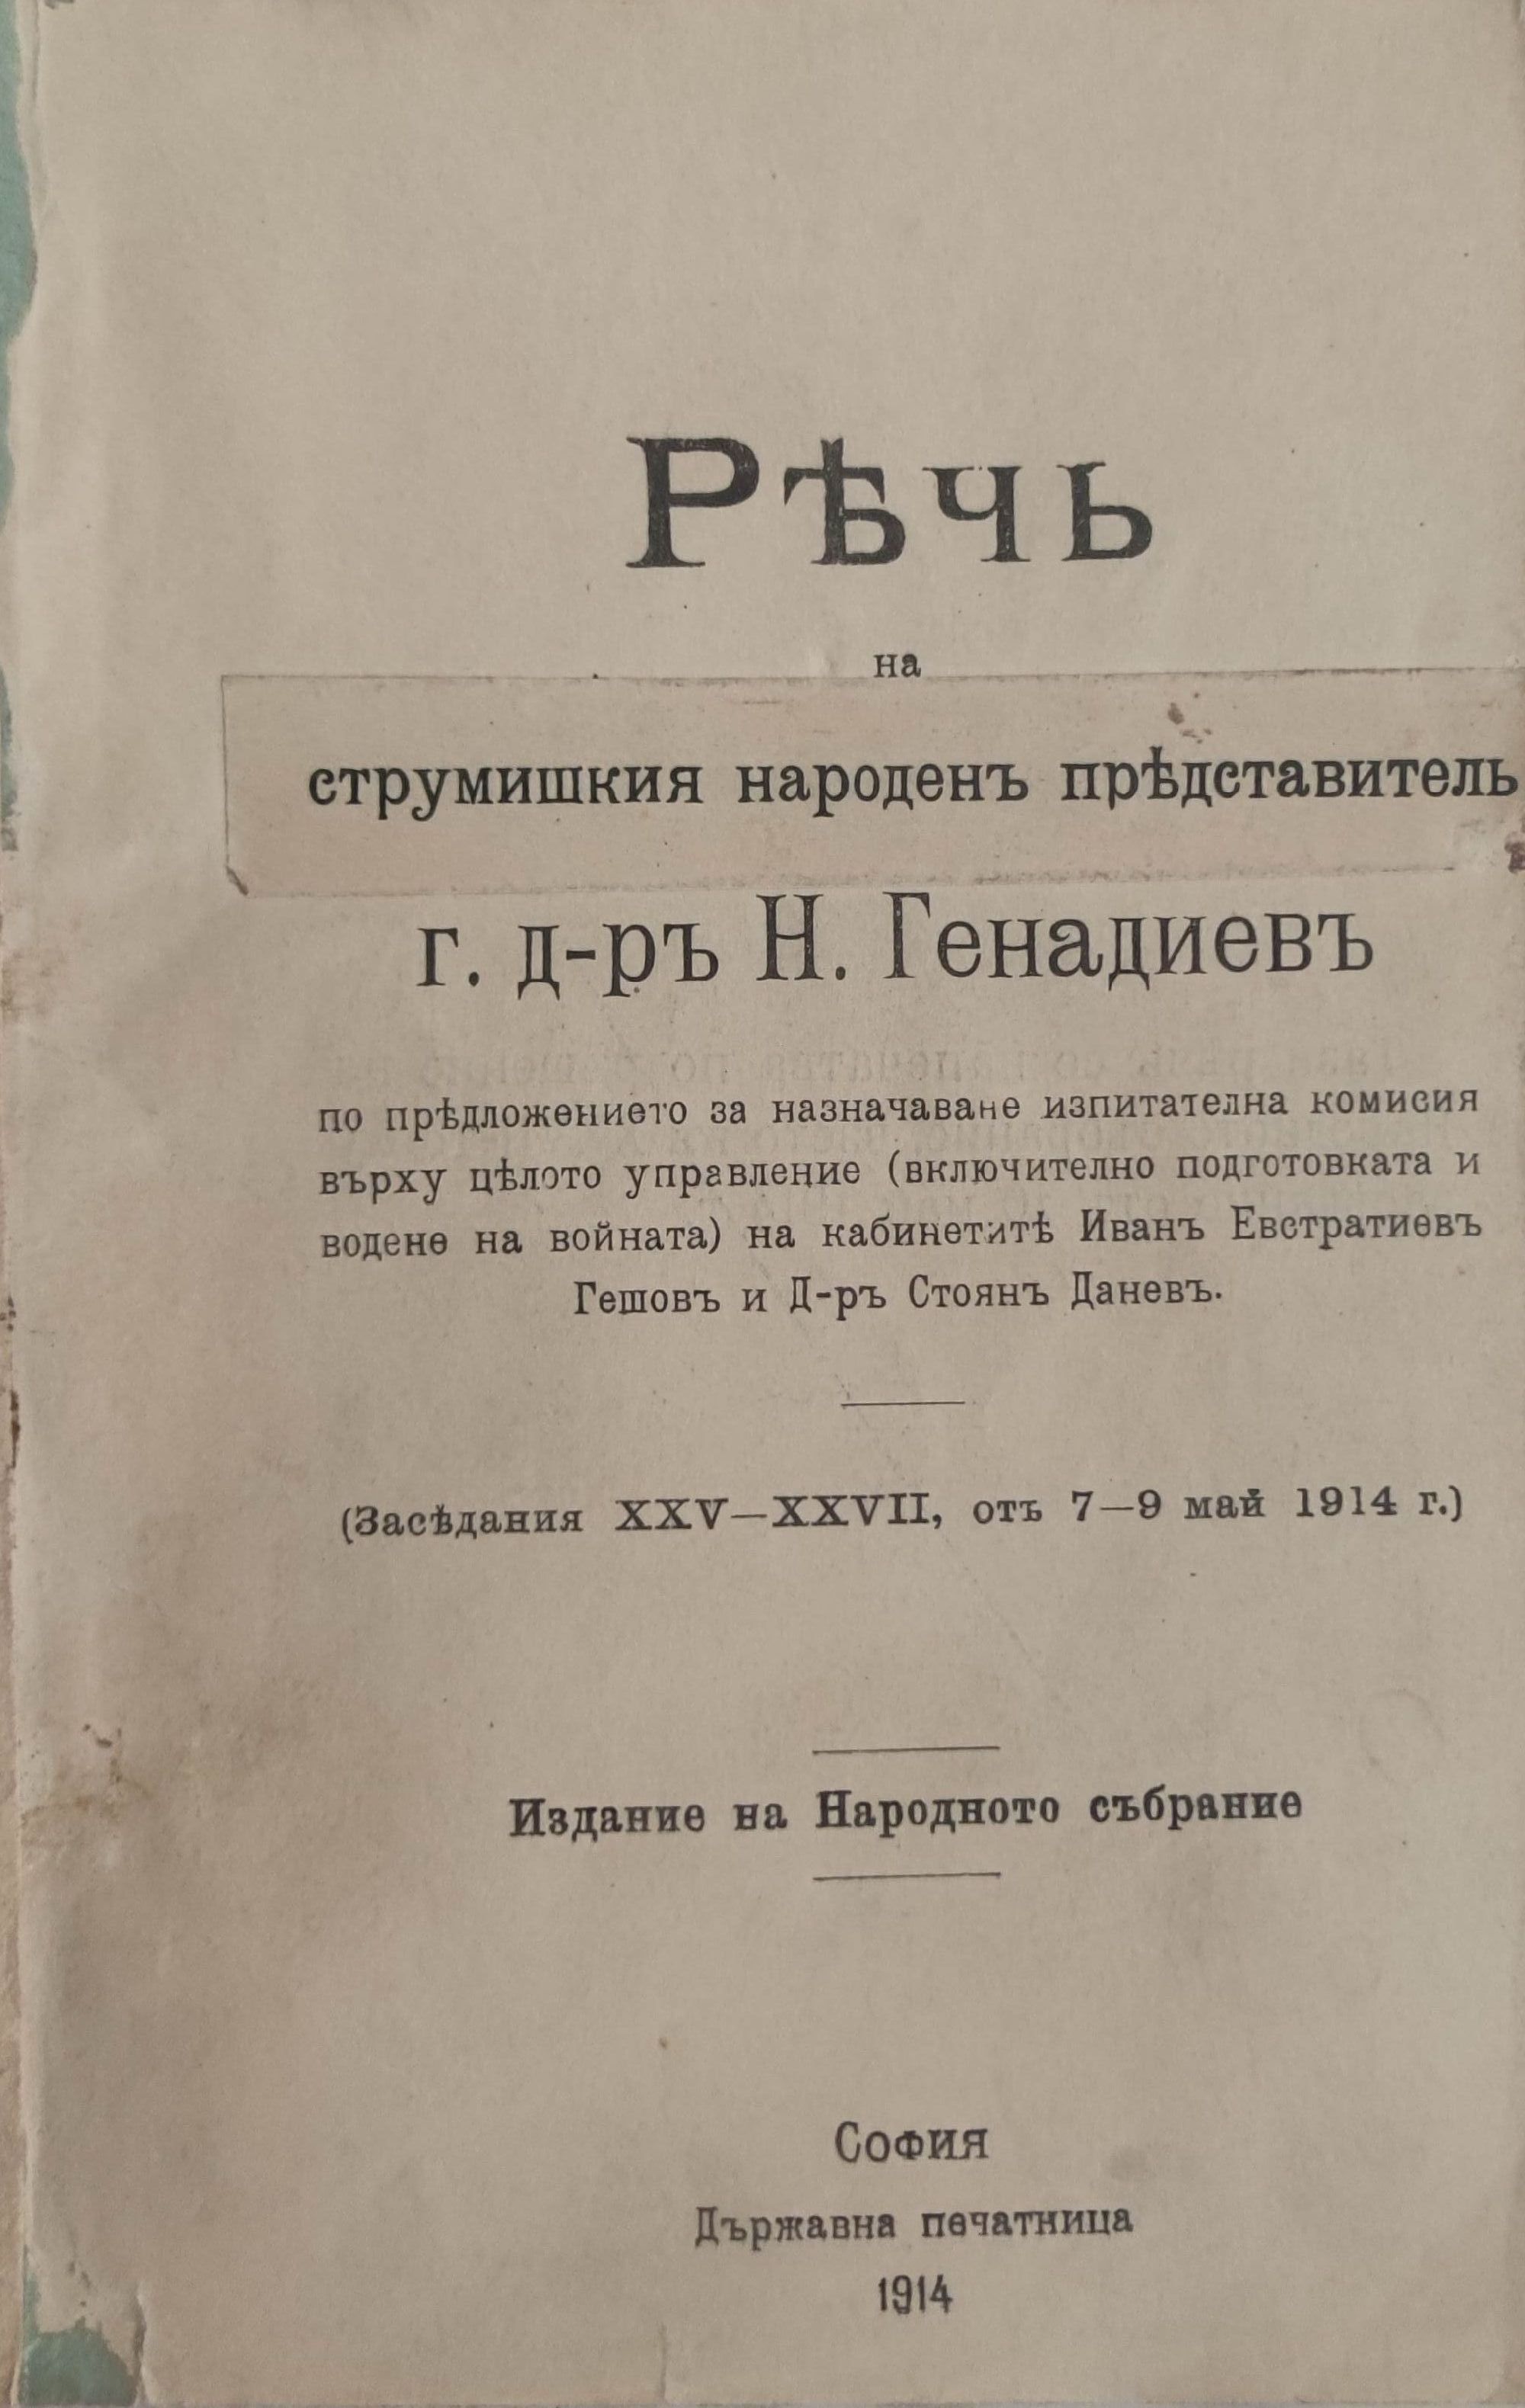 Рѣчь
на
струмишкия народенъ прѣдставитель
г. д-ръ Н. Генадиевъ
по прѣдложението за назначаване изпитателна комисия
върху цѣлото управление (включително подготовката и
водене на войната) на кабинетитѣ Иванъ Евстратиевъ
Гешовъ и Д-ръ Стоянъ Даневъ.
(Засѣдания XXV—XXVII, отъ 7—9 май 1914 г.)
Издание на Народното събрание
София
Държавна печатница
1914